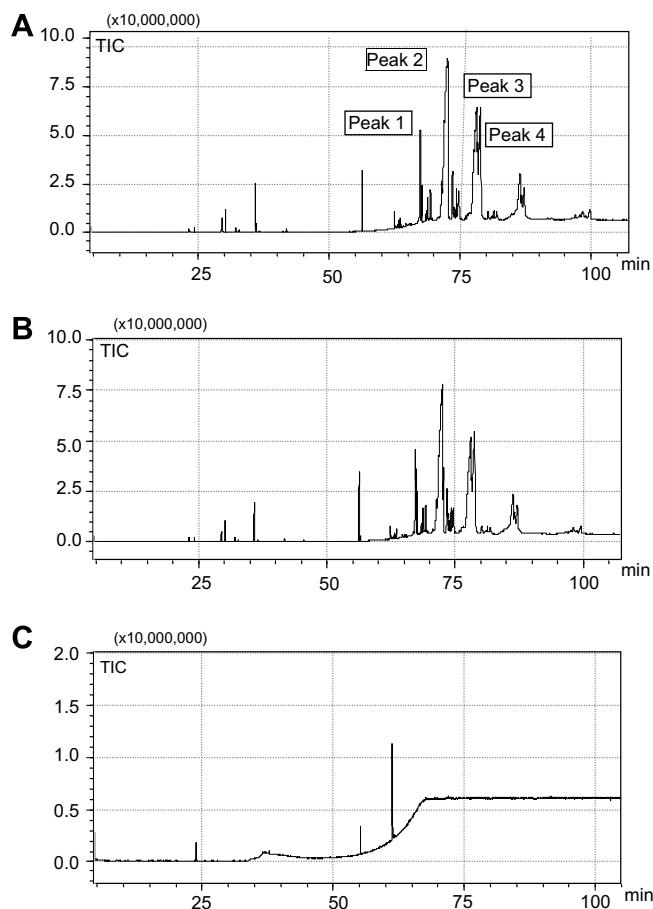 A
(x10,000,000)
10.0
TIC
7.5
5.0
2.5
0.0
Peak 1
Peak 2
Peak 3
Peak 4
25
50
75
100
min
B
(x10,000,000)
10.0
TIC
7.5
5.0
2.5
0.0
25
50
75
100
min
C
(x10,000,000)
2.0
TIC
1.5
1.0
0.5
0.0
25
50
75
100
min